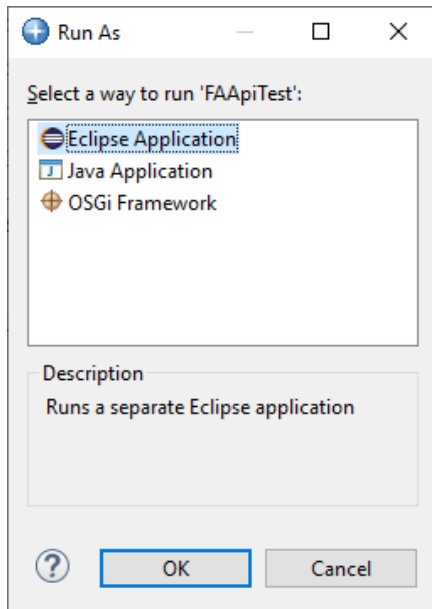 Run As
Select a way to run 'FAApiTest':
Eclipse Application
J Java Application
OSGi Framework
Description
Runs a separate Eclipse application
? OK Cancel